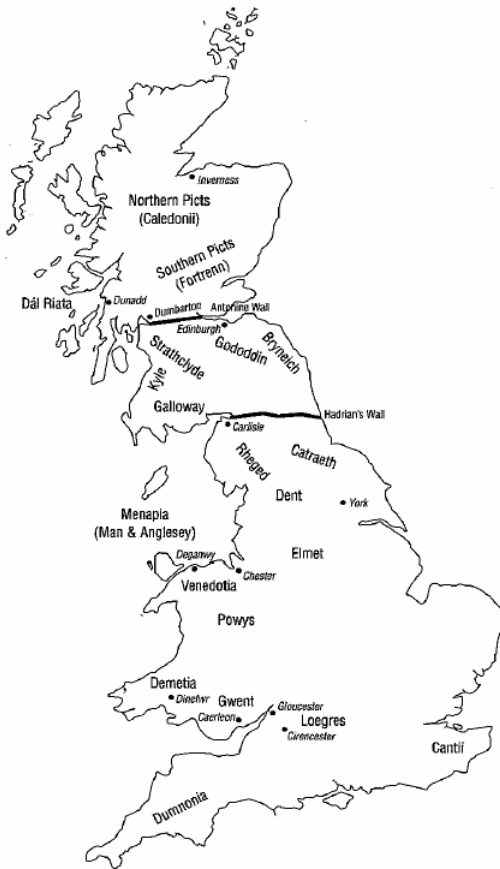 Inverness
Northern Picts
(Caledonii)
Southern Picts
(Fortrenn)
Dál Riata
Dunadd
Dumbarton
Antonine Wall
Edinburgh
Gododdin
Bryneich
Strathclyde
Kyle
Galloway
Hadrian's Wall
Carlisle
Rheged
Catraeth
Dent
York
Menapia
(Man & Anglesey)
Elmet
Deganwy
Chester
Venedotia
Powys
Demetia
Dinefwr
Gwent
Caerleon
Gloucester
Loegres
Cirencester
Cantii
Dumnonia